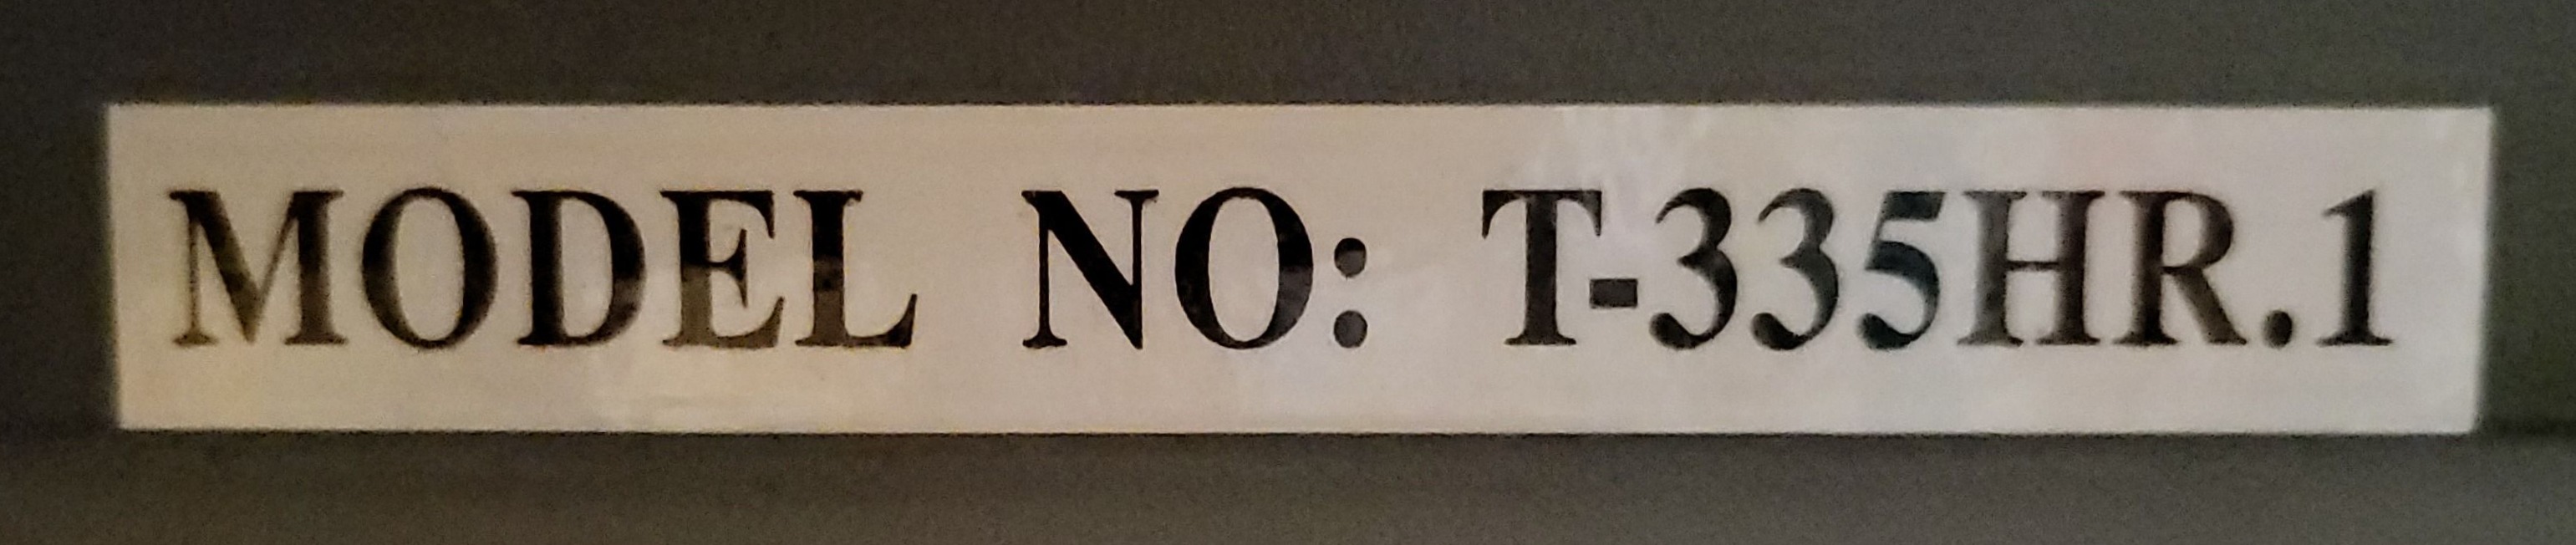 MODEL NO: T-335HR.1